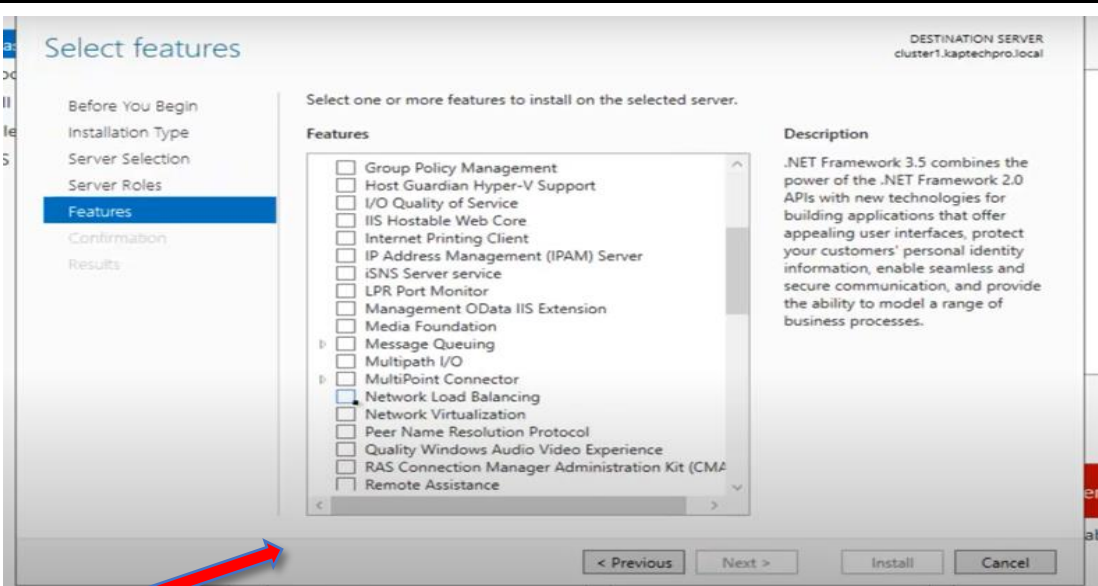 Select features
DESTINATION SERVER
cluster1.kaptechpro.local
Before You Begin
Installation Type
Server Selection
Server Roles
Features
Confirmation
Results
Select one or more features to install on the selected server.
Features
Group Policy Management
Host Guardian Hyper-V Support
I/O Quality of Service
IIS Hostable Web Core
Internet Printing Client
IP Address Management (IPAM) Server
iSNS Server service
LPR Port Monitor
Management OData IIS Extension
Media Foundation
Message Queuing
Multipath I/O
MultiPoint Connector
Network Load Balancing
Network Virtualization
Peer Name Resolution Protocol
Quality Windows Audio Video Experience
RAS Connection Manager Administration Kit (CMA
Remote Assistance
Description
.NET Framework 3.5 combines the
power of the .NET Framework 2.0
APIs with new technologies for
building applications that offer
appealing user interfaces, protect
your customers' personal identity
information, enable seamless and
secure communication, and provide
the ability to model a range of
business processes.
< Previous
Next >
Install
Cancel